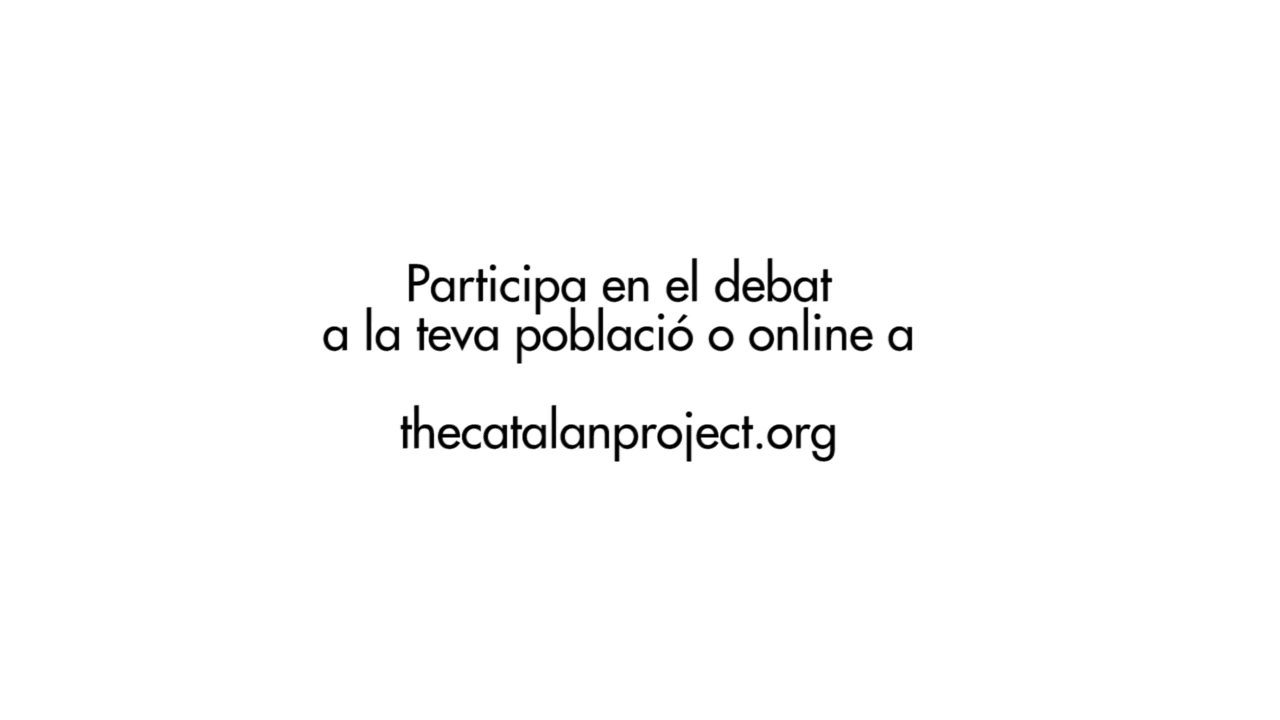 Participa en el debat
a la teva població o online a
thecatalanproject.org